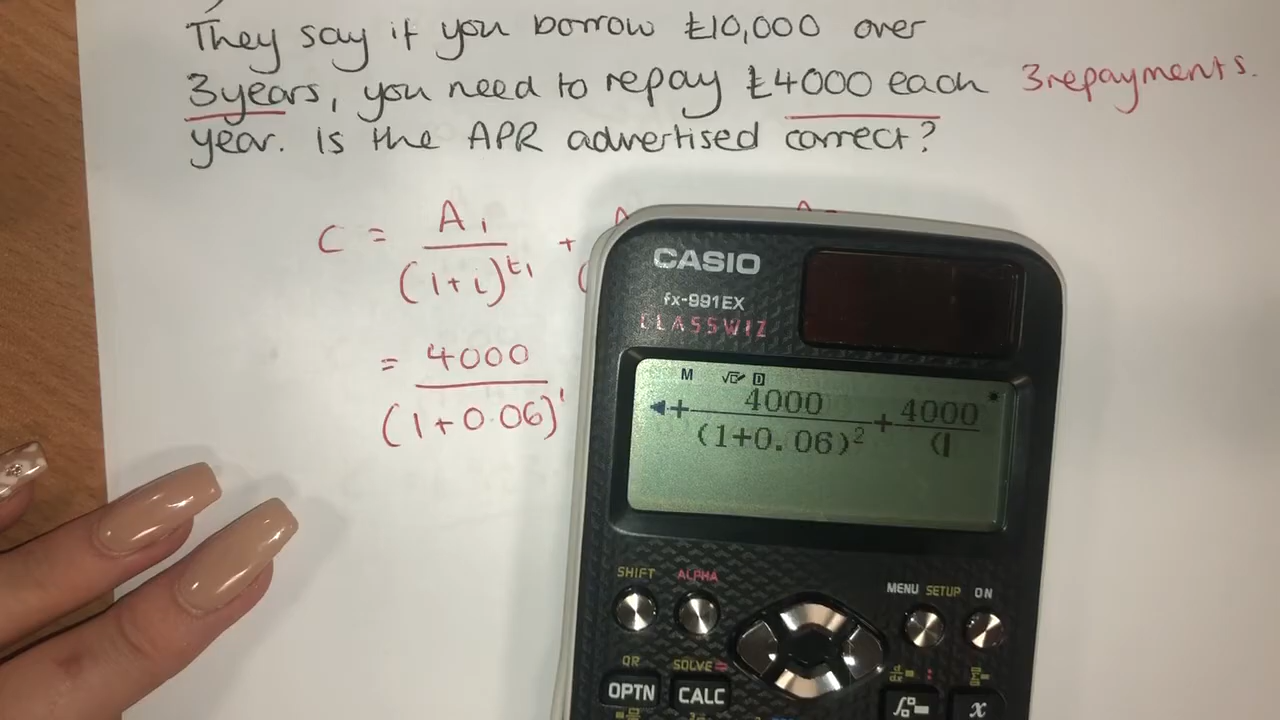 They say if you borrow £10,000 over
3 years, you need to repay £4000 each 3 repayments.
year. Is the APR advertised correct?
C = A1 / (1+i)^t1 +
= 4000 / (1+0.06)^1
CASIO
fx-991EX
CLASSWIZ
M √ D
◄+ 4000 / (1+0.06)² + 4000 / (
SHIFT ALPHA MENU SETUP ON
QR SOLVE =
OPTN CALC x